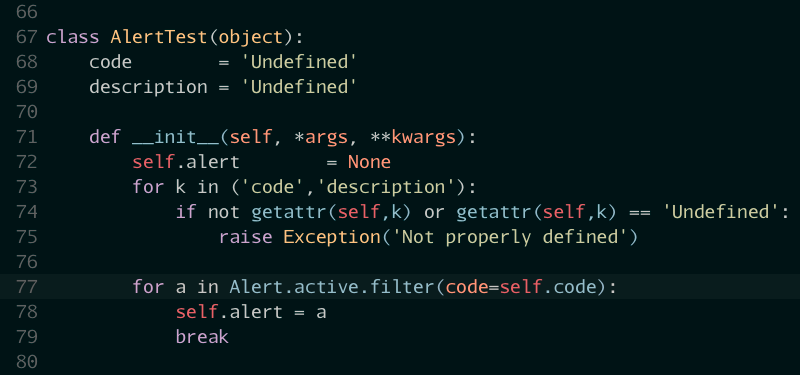 66
67 class AlertTest(object):
68     code        = 'Undefined'
69     description = 'Undefined'
70
71     def __init__(self, *args, **kwargs):
72         self.alert        = None
73         for k in ('code','description'):
74             if not getattr(self,k) or getattr(self,k) == 'Undefined':
75                 raise Exception('Not properly defined')
76
77         for a in Alert.active.filter(code=self.code):
78             self.alert = a
79             break
80